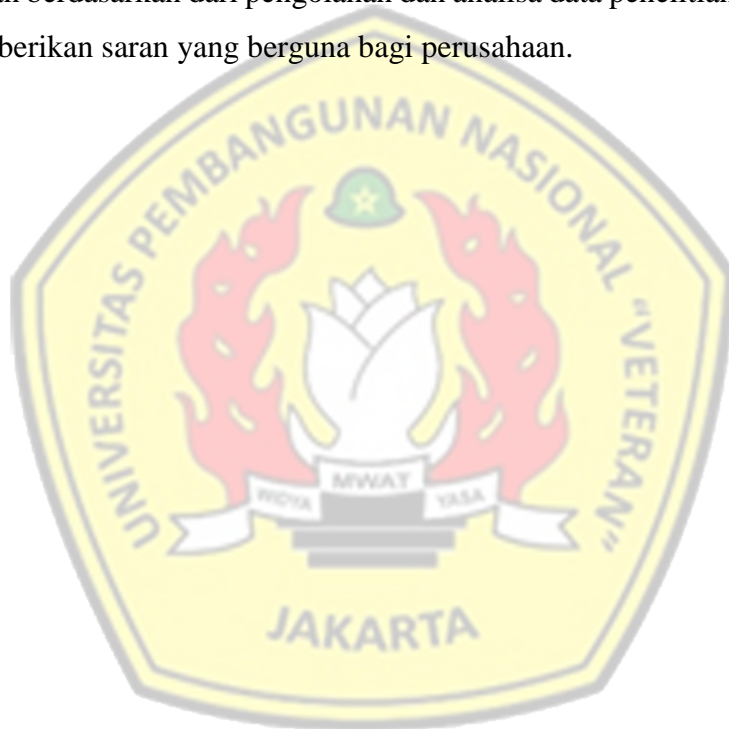 berdasarkan dari pengolahan dan analisa data penelitian
berikan saran yang berguna bagi perusahaan.
UNIVERSITAS PEMBANGUNAN NASIONAL "VETERAN"
WIDYA MWAT YASA
JAKARTA